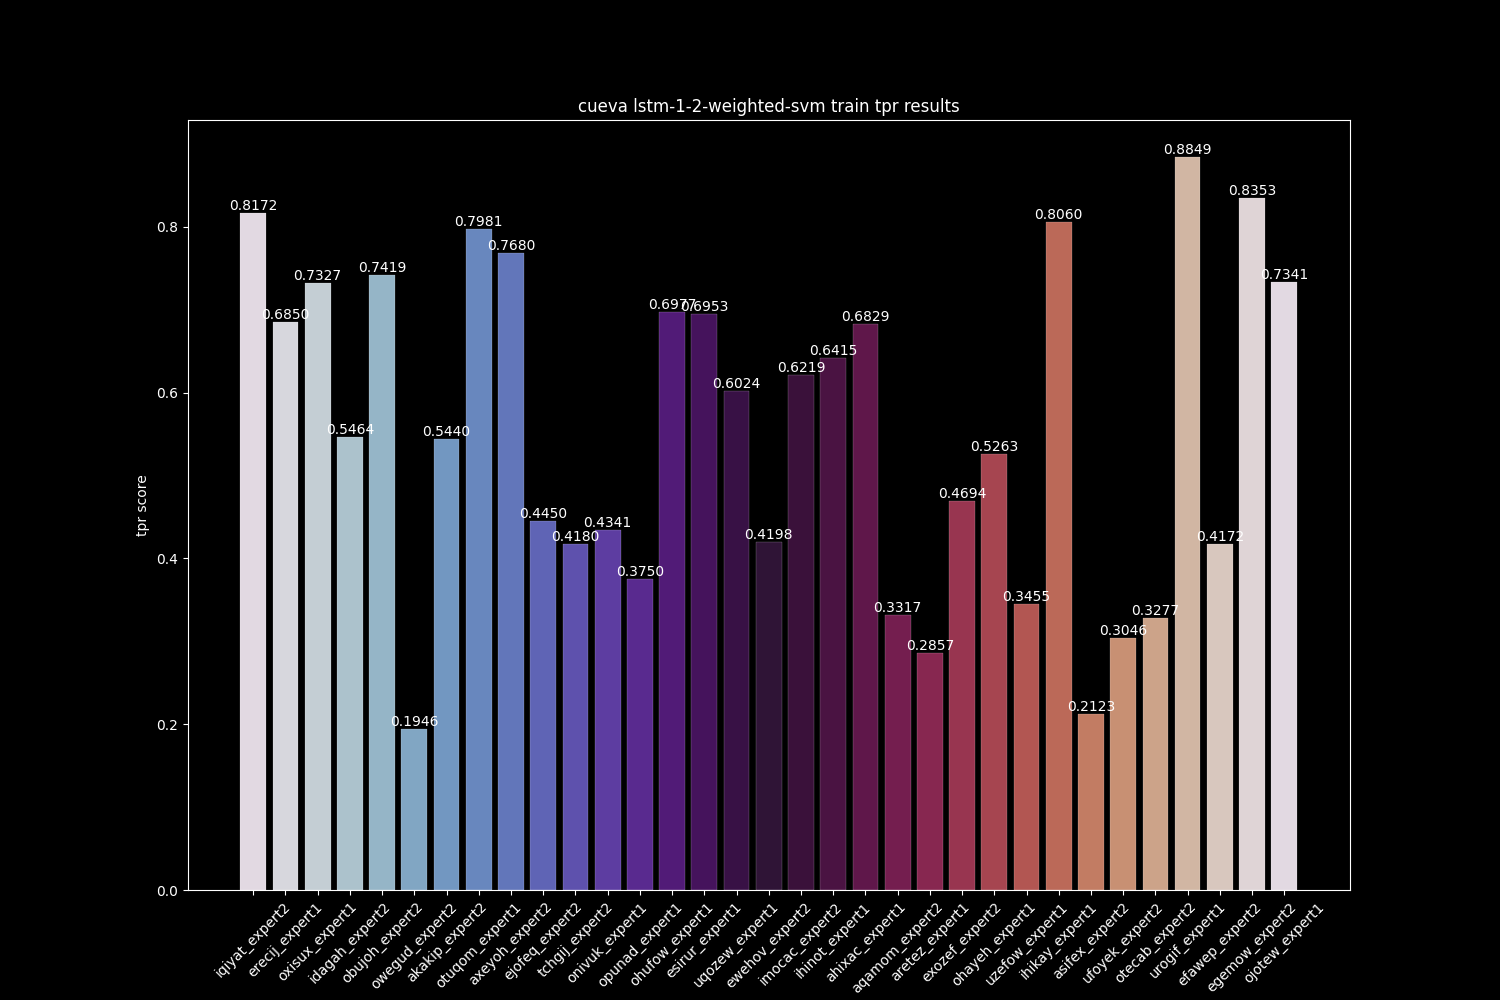 cueva lstm-1-2-weighted-svm train tpr results
tpr score
0.8
0.6
0.4
0.2
0.0
0.8172
0.6850
0.7327
0.5464
0.7419
0.1946
0.5440
0.7981
0.7680
0.4450
0.4180
0.4341
0.3750
0.6977
0.6953
0.6024
0.4198
0.6219
0.6415
0.6829
0.3317
0.2857
0.4694
0.5263
0.3455
0.8060
0.2123
0.3046
0.3277
0.8849
0.4172
0.8353
0.7341
iqjyat_expert2
erecij_expert1
oxisux_expert1
idagah_expert2
obujoh_expert2
owegud_expert2
akakip_expert2
otuqom_expert1
axeyoh_expert2
ejofeq_expert2
tchgjj_expert2
onivuk_expert1
opunad_expert1
ohufow_expert1
esirur_expert1
uqozew_expert1
ewehov_expert2
imocac_expert2
ihinot_expert1
ahixac_expert1
aqamom_expert2
aretez_expert1
exozef_expert2
ohayeh_expert1
uzefow_expert1
ihikay_expert1
asifex_expert2
ufoyek_expert2
otecab_expert2
urogif_expert1
efawep_expert2
egemow_expert2
ojotew_expert1